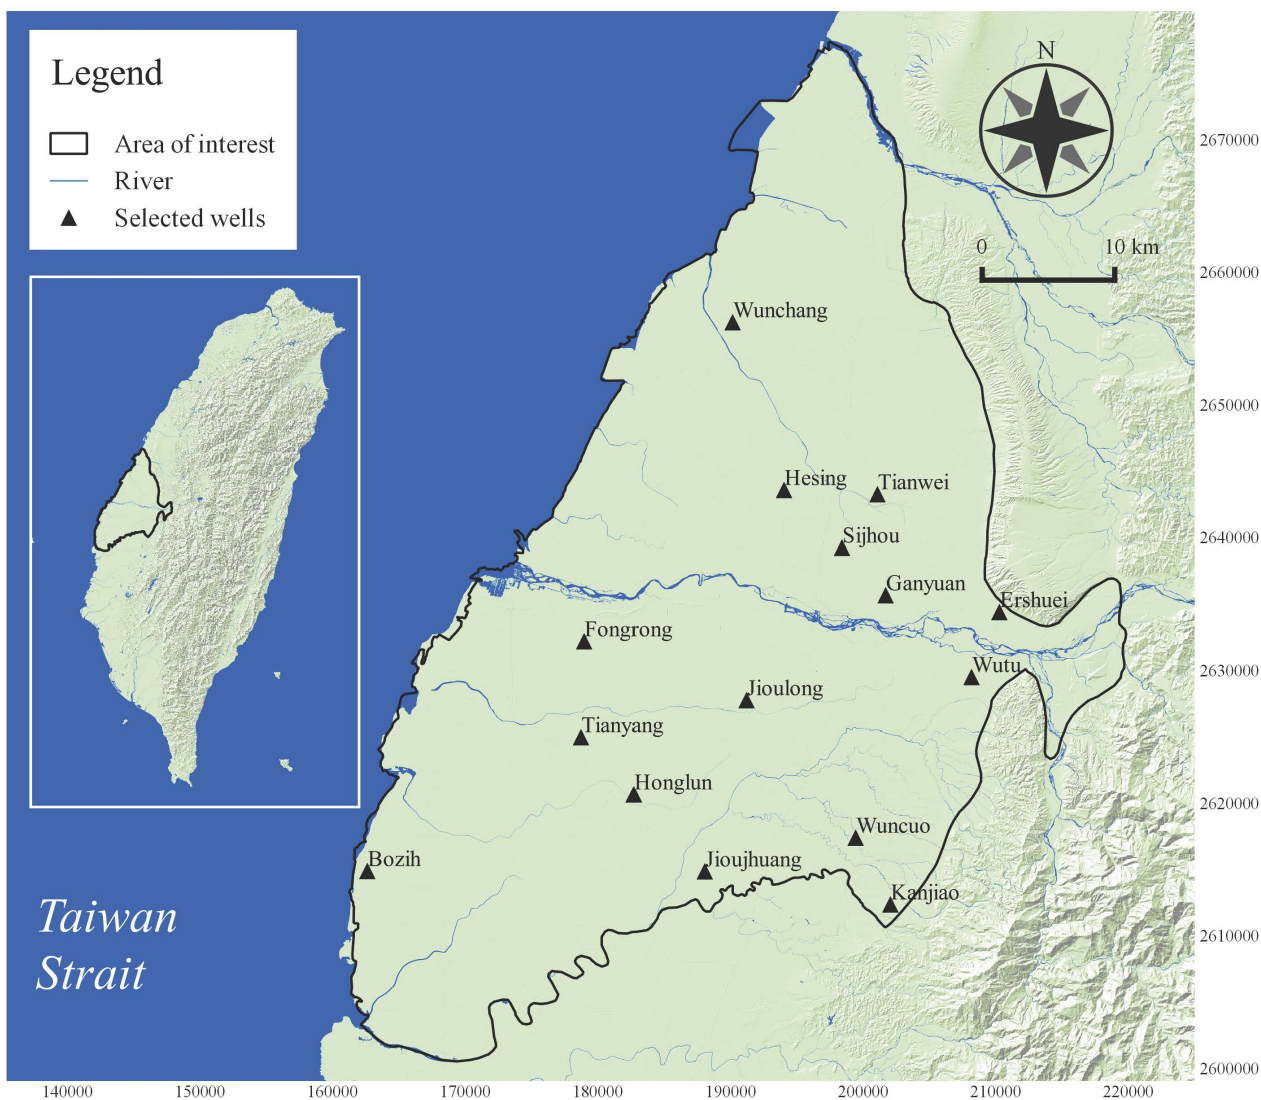 Legend
Area of interest
River
Selected wells
N
0 10 km
2670000
2660000
2650000
2640000
2630000
2620000
2610000
2600000
Wunchang
Hesing
Tianwei
Sijhou
Ganyuan
Ershuei
Fongrong
Wutu
Jioulong
Tianyang
Honglun
Wuncuo
Bozih
Jioujhuang
Kanjiao
Taiwan
Strait
140000 150000 160000 170000 180000 190000 200000 210000 220000